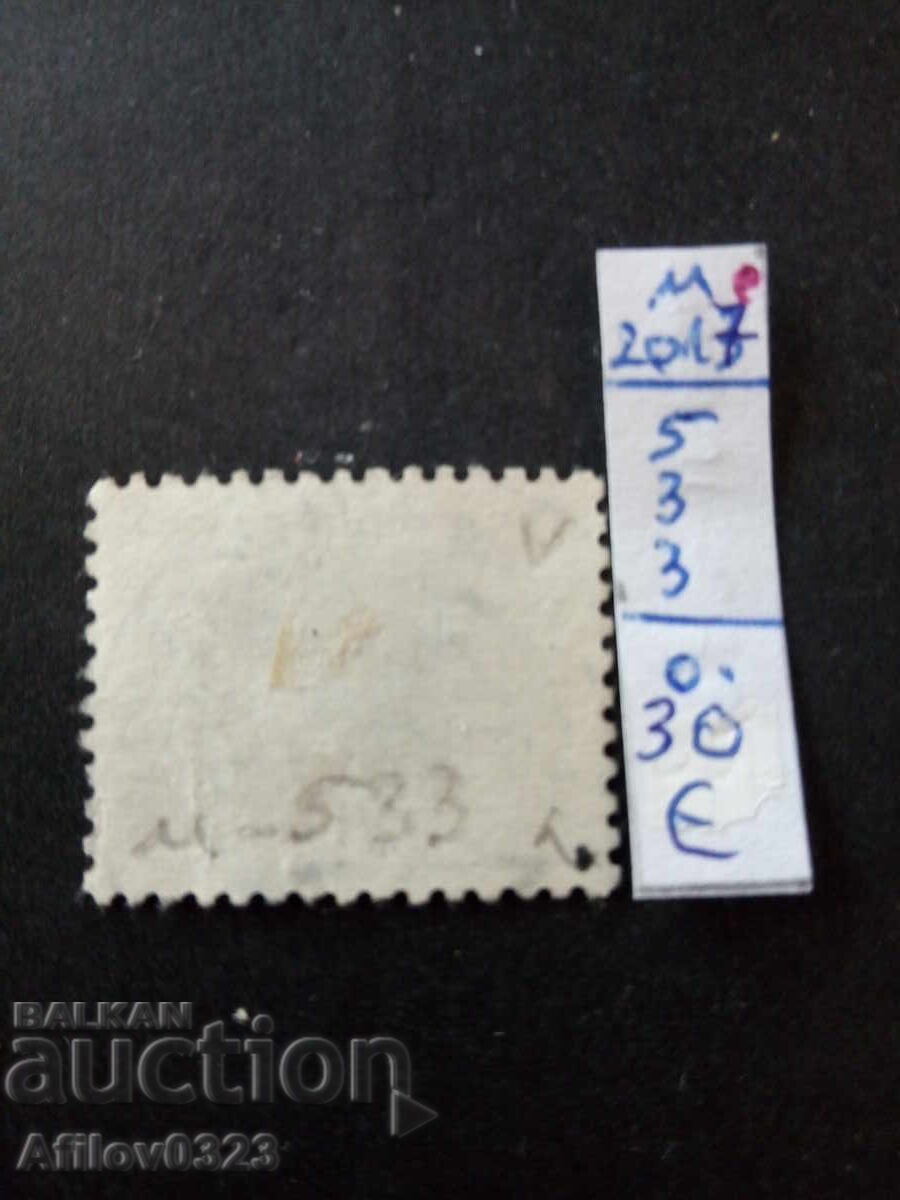 м
2017
5
3
3
0.
30
€
V
м-533
BALKAN
auction
Afilov0323